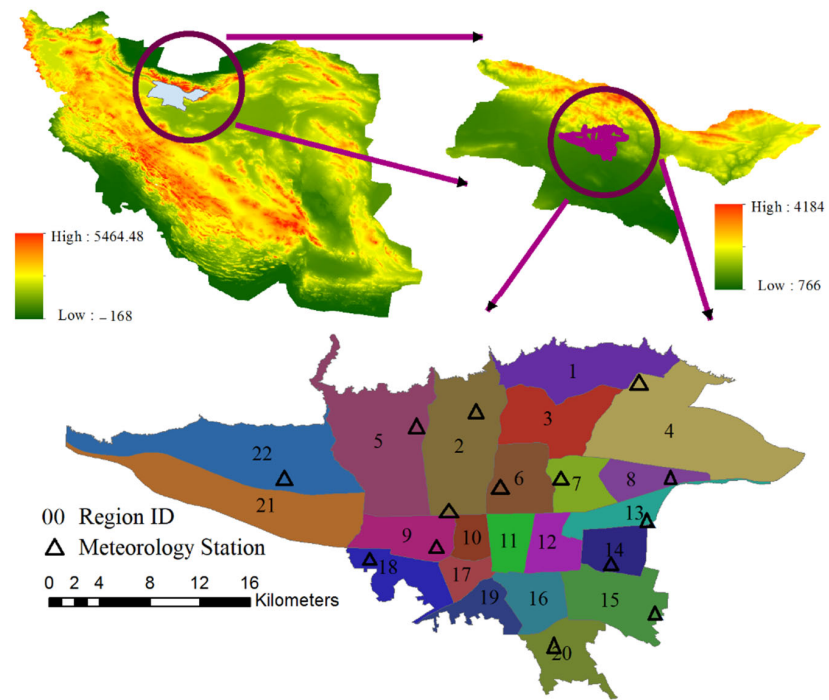 High : 5464.48
Low : –168
High : 4184
Low : 766
1
3
5
2
4
22
6
7
8
21
13
9
10
11
12
14
18
17
19
16
15
20
00 Region ID
Meteorology Station
0 2 4 8 12 16
Kilometers